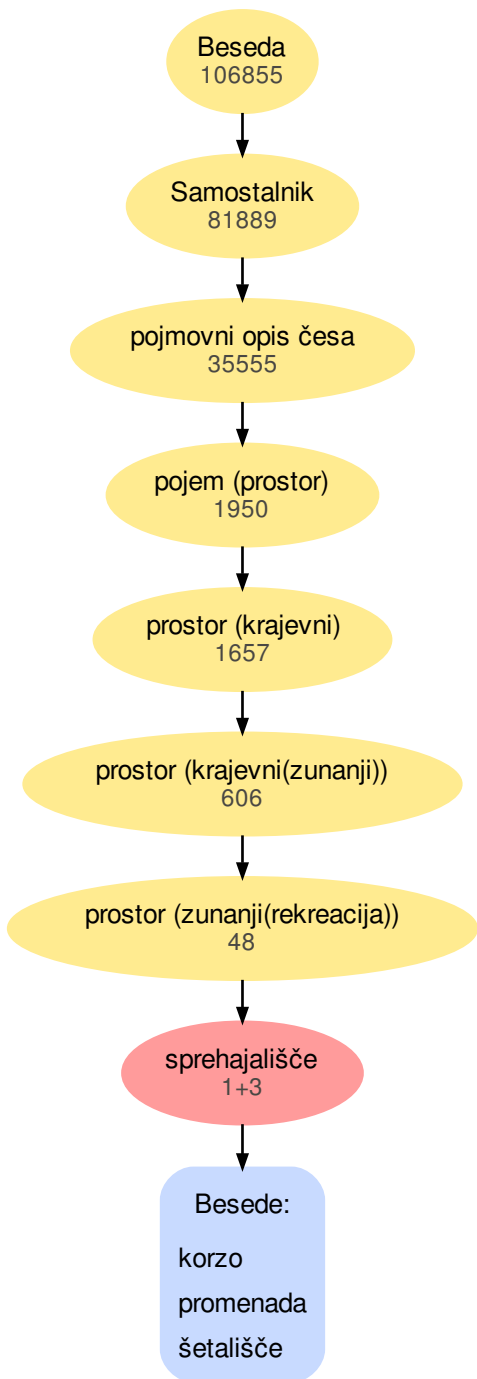 Beseda
106855
Samostalnik
81889
pojmovni opis česa
35555
pojem (prostor)
1950
prostor (krajevni)
1657
prostor (krajevni(zunanji))
606
prostor (zunanji(rekreacija))
48
sprehajališče
1+3
Besede:
korzo
promenada
šetališče